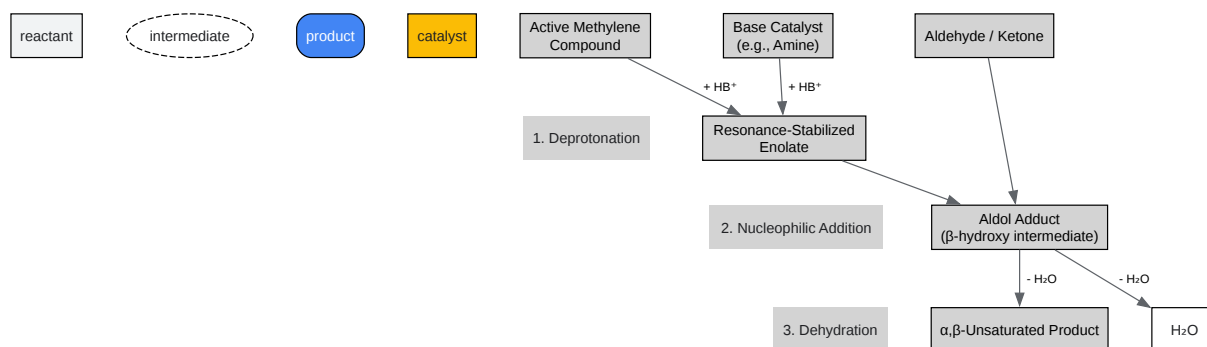 reactant
intermediate
product
catalyst
Active Methylene
Compound
Base Catalyst
(e.g., Amine)
Aldehyde / Ketone
+ HB⁺
+ HB⁺
1. Deprotonation
Resonance-Stabilized
Enolate
2. Nucleophilic Addition
Aldol Adduct
(β-hydroxy intermediate)
- H₂O
- H₂O
3. Dehydration
α,β-Unsaturated Product
H₂O